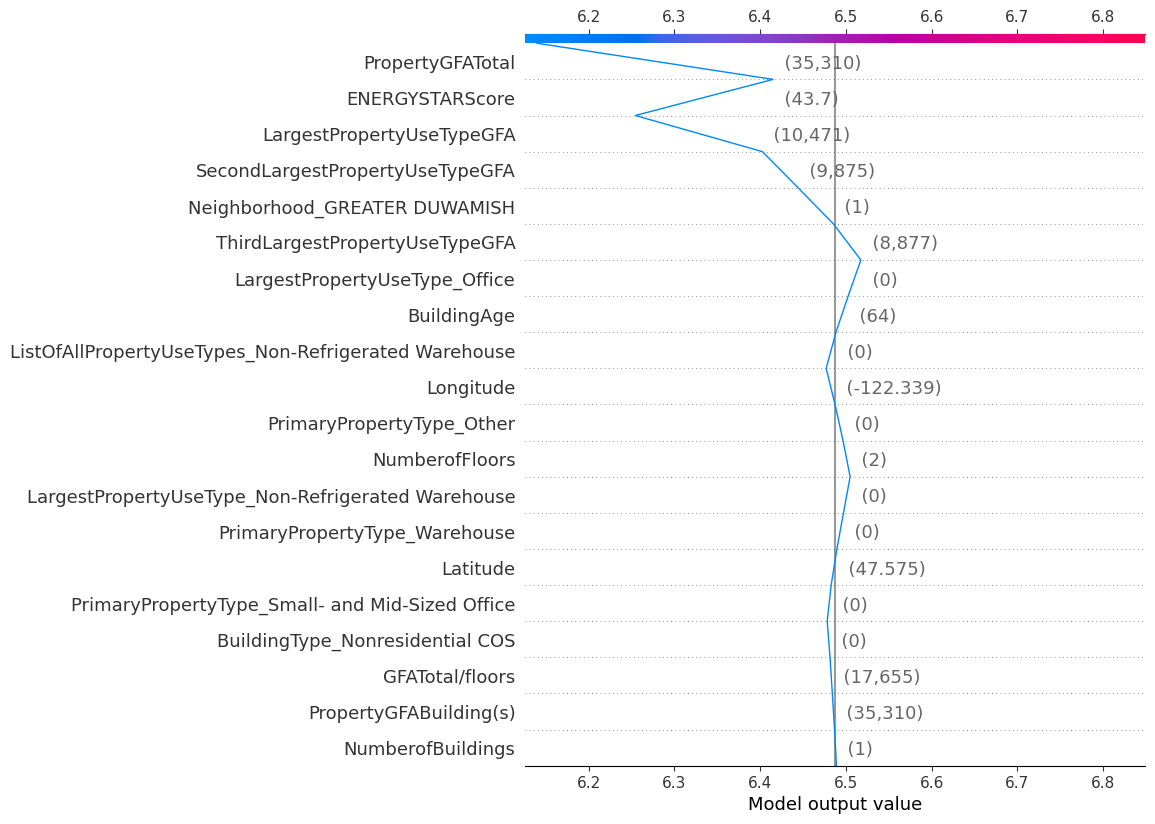 6.2 6.3 6.4 6.5 6.6 6.7 6.8
PropertyGFATotal (35,310)
ENERGYSTARScore (43.7)
LargestPropertyUseTypeGFA (10,471)
SecondLargestPropertyUseTypeGFA (9,875)
Neighborhood_GREATER DUWAMISH (1)
ThirdLargestPropertyUseTypeGFA (8,877)
LargestPropertyUseType_Office (0)
BuildingAge (64)
ListOfAllPropertyUseTypes_Non-Refrigerated Warehouse (0)
Longitude (-122.339)
PrimaryPropertyType_Other (0)
NumberofFloors (2)
LargestPropertyUseType_Non-Refrigerated Warehouse (0)
PrimaryPropertyType_Warehouse (0)
Latitude (47.575)
PrimaryPropertyType_Small- and Mid-Sized Office (0)
BuildingType_Nonresidential COS (0)
GFATotal/floors (17,655)
PropertyGFABuilding(s) (35,310)
NumberofBuildings (1)
6.2 6.3 6.4 6.5 6.6 6.7 6.8
Model output value